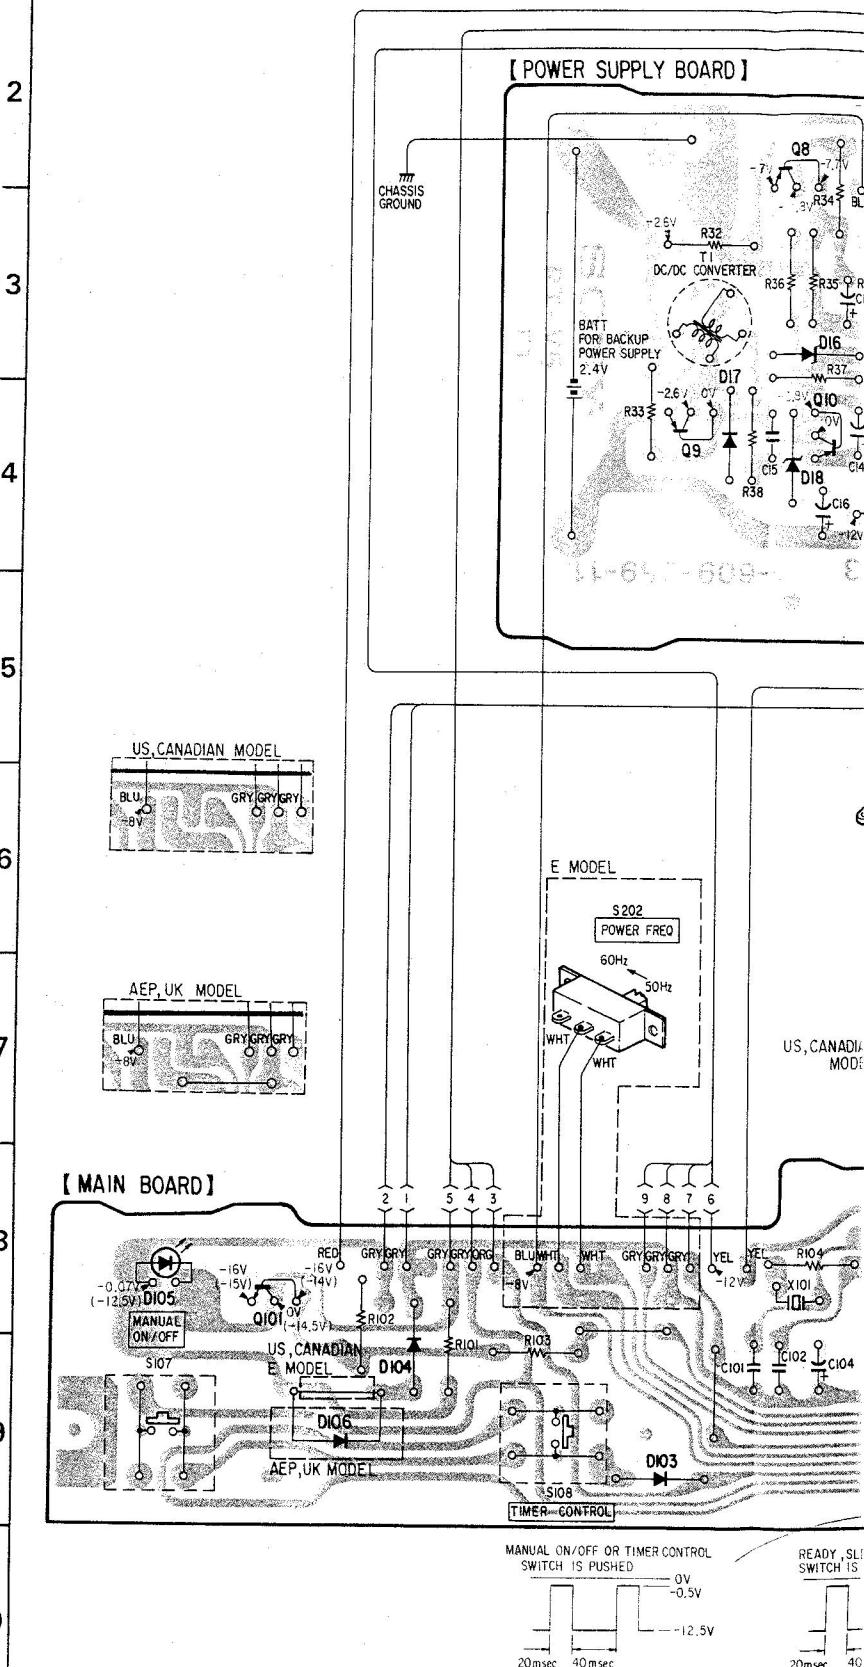 2
3
4
5
6
7
9
【POWER SUPPLY BOARD】
CHASSIS
GROUND
Q8
-7.7V
R34
BL
-2.6V
R32
T1
DC/DC CONVERTER
R36
R35
BATT
FOR BACKUP
POWER SUPPLY
2.4V
D16
R37
D17
-2.6V
0V
R33
Q9
R38
C15
D18
Q10
0V
C14
C16
-12V
US,CANADIAN MODEL
BLU
-8V
GRY GRY GRY
AEP,UK MODEL
BLU
-8V
GRY GRY GRY
E MODEL
S202
POWER FREQ
60Hz
50Hz
WHT
WHT
US,CANADIA
MODE
【MAIN BOARD】
2 1 5 4 3 9 8 7 6
RED
GRY GRY
GRY GRY ORG
BLU WHT
WHT
GRY GRY GRY
YEL
YEL
-8V
-12V
R104
X101
-0.07V
(-12.5V)
D105
MANUAL
ON/OFF
S107
-16V
(-15V)
-16V
(-14V)
Q101
0V
(-14.5V)
R102
US,CANADIAN
E MODEL
D104
R101
R103
C101
C102
C104
D106
AEP,UK MODEL
D103
S108
TIMER CONTROL
MANUAL ON/OFF OR TIMER CONTROL
SWITCH IS PUSHED
0V
-0.5V
-12.5V
20msec 40msec
READY,SL
SWITCH IS
20msec 40